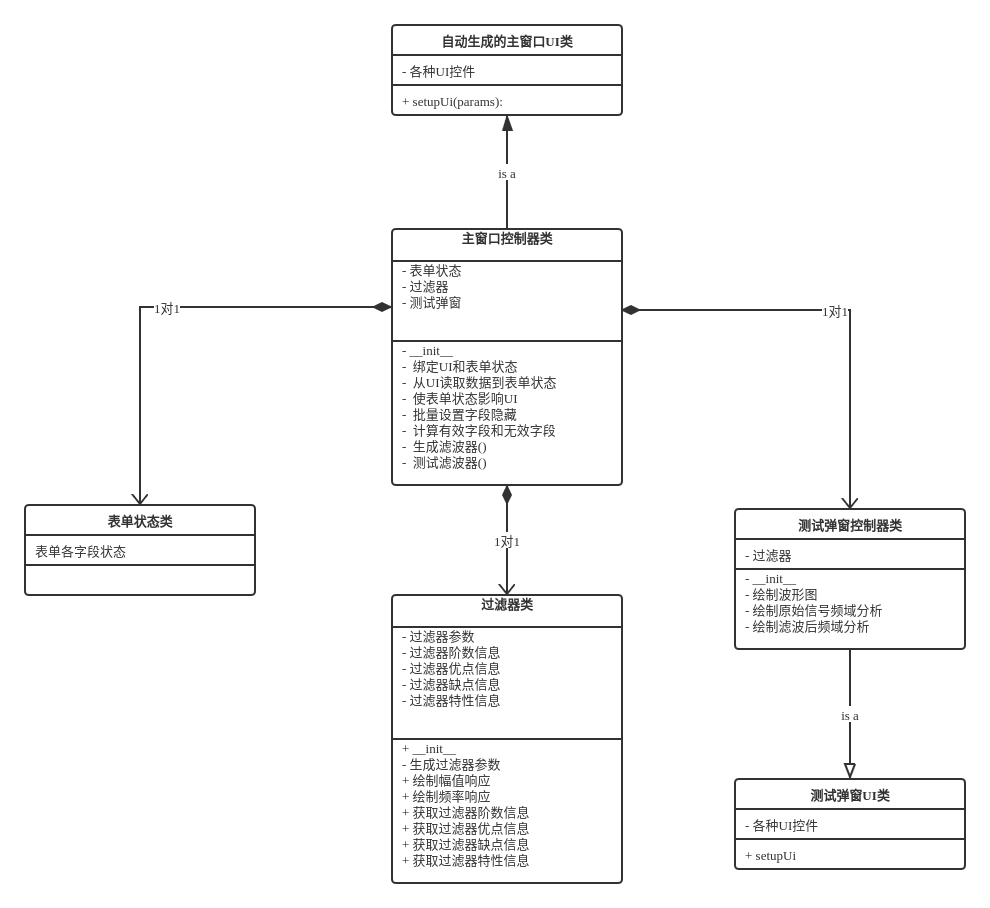 自动生成的主窗口UI类
- 各种UI控件
+ setupUi(params):
is a
主窗口控制器类
- 表单状态
- 过滤器
- 测试弹窗
- __init__
- 绑定UI和表单状态
- 从UI读取数据到表单状态
- 使表单状态影响UI
- 批量设置字段隐藏
- 计算有效字段和无效字段
- 生成滤波器()
- 测试滤波器()
1对1
1对1
1对1
表单状态类
表单各字段状态
过滤器类
- 过滤器参数
- 过滤器阶数信息
- 过滤器优点信息
- 过滤器缺点信息
- 过滤器特性信息
+ __init__
- 生成过滤器参数
+ 绘制幅值响应
+ 绘制频率响应
+ 获取过滤器阶数信息
+ 获取过滤器优点信息
+ 获取过滤器缺点信息
+ 获取过滤器特性信息
测试弹窗控制器类
- 过滤器
- __init__
- 绘制波形图
- 绘制原始信号频域分析
- 绘制滤波后频域分析
is a
测试弹窗UI类
- 各种UI控件
+ setupUi